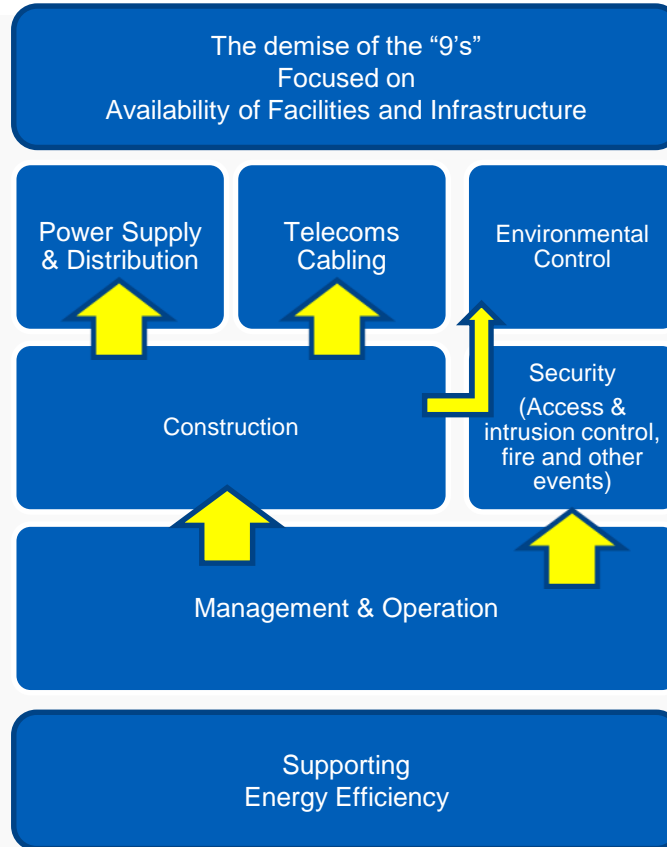 The demise of the “9’s”
Focused on
Availability of Facilities and Infrastructure
Power Supply
& Distribution
Telecoms
Cabling
Environmental
Control
Construction
Security
(Access &
intrusion control,
fire and other
events)
Management & Operation
Supporting
Energy Efficiency